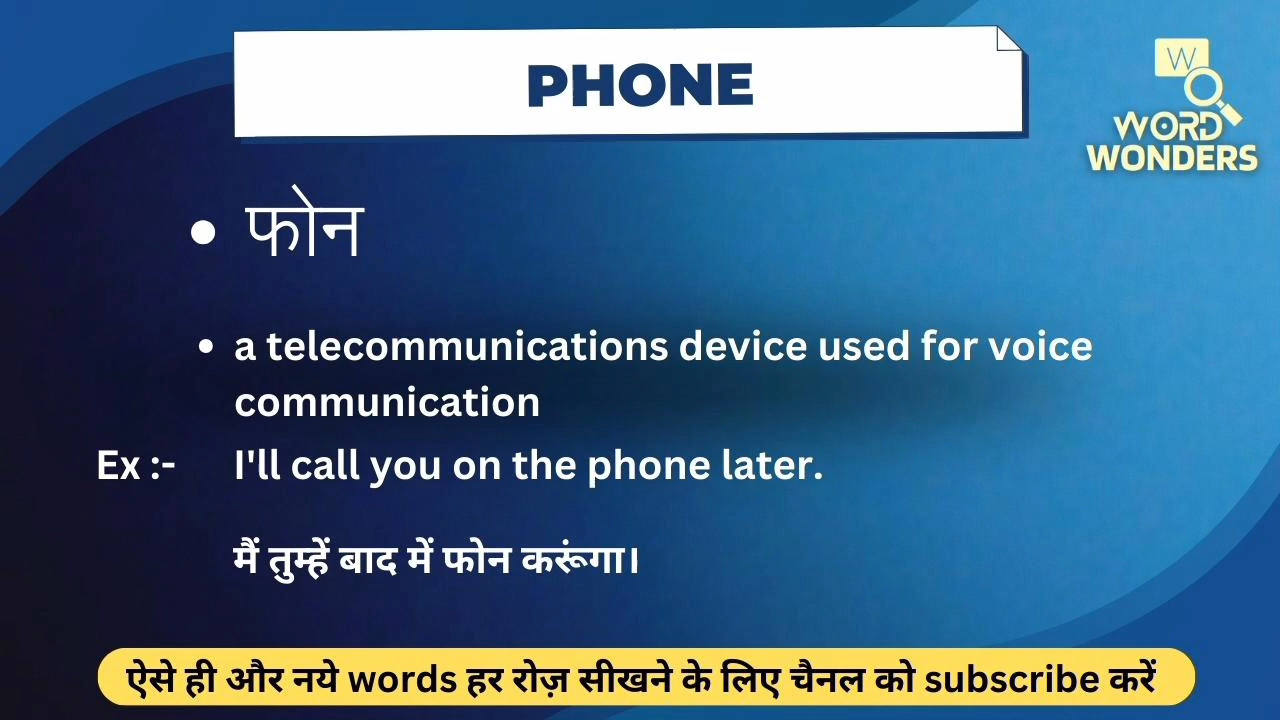 PHONE
W
WORD
WONDERS
• फोन
• a telecommunications device used for voice
communication
Ex :- I'll call you on the phone later.
मैं तुम्हें बाद में फोन करूंगा।
ऐसे ही और नये words हर रोज़ सीखने के लिए चैनल को subscribe करें